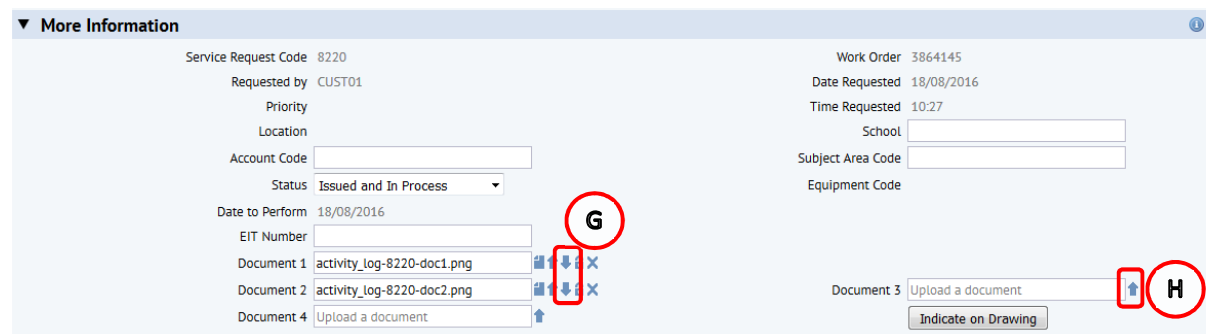 ▼ More Information
Service Request Code 8220 Work Order 3864145
Requested by CUST01 Date Requested 18/08/2016
Priority Time Requested 10:27
Location School
Account Code Subject Area Code
Status Issued and In Process Equipment Code
Date to Perform 18/08/2016
G
EIT Number
Document 1 activity_log-8220-doc1.png
Document 2 activity_log-8220-doc2.png Document 3 Upload a document H
Document 4 Upload a document Indicate on Drawing